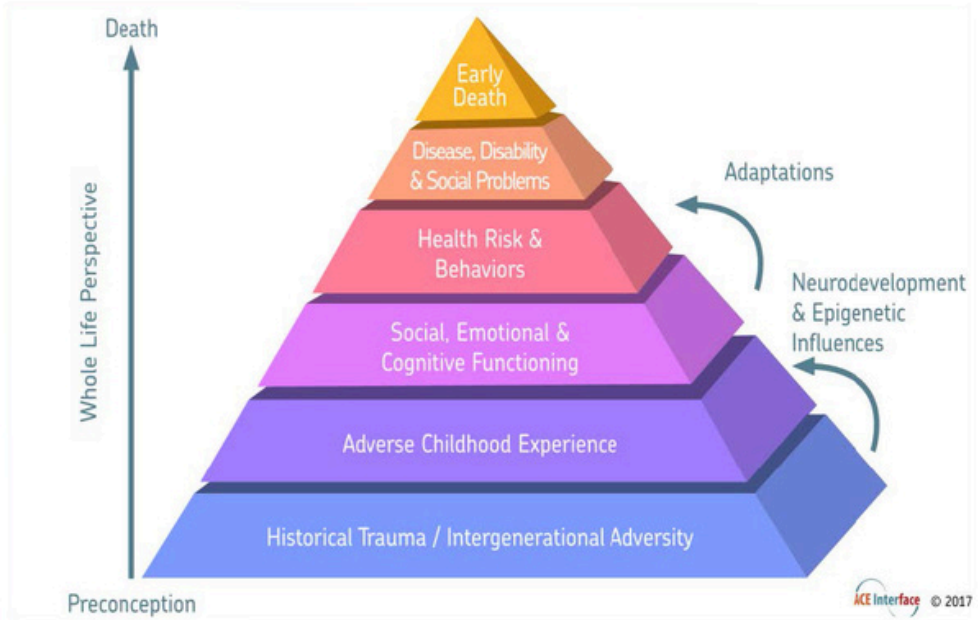 Death
Whole Life Perspective
Preconception
Early
Death
Disease, Disability
& Social Problems
Health Risk &
Behaviors
Social, Emotional &
Cognitive Functioning
Adverse Childhood Experience
Historical Trauma / Intergenerational Adversity
Adaptations
Neurodevelopment
& Epigenetic
Influences
ACE Interface © 2017